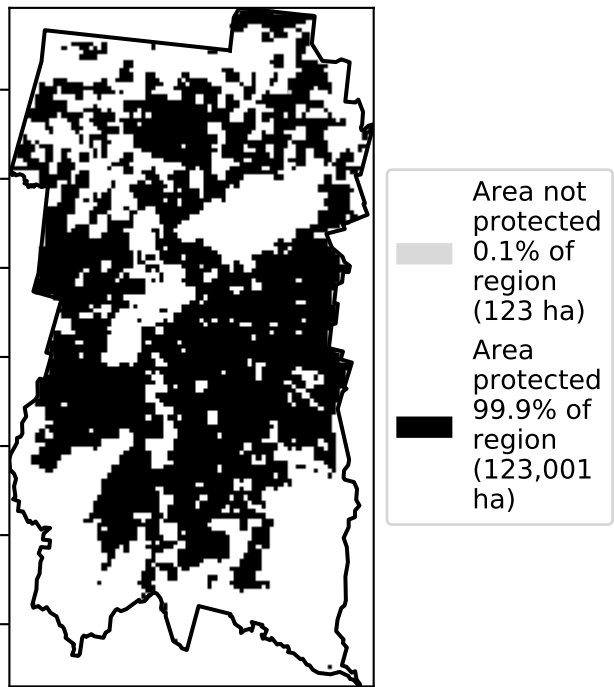 Area not
protected
0.1% of
region
(123 ha)
Area
protected
99.9% of
region
(123,001
ha)